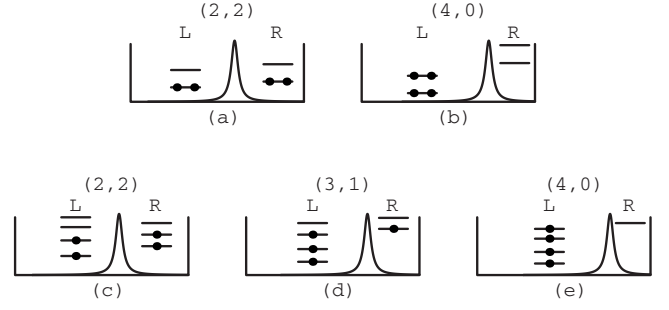 (2,2)
L R
(a)
(4,0)
L R
(b)
(2,2)
L R
(c)
(3,1)
L R
(d)
(4,0)
L R
(e)